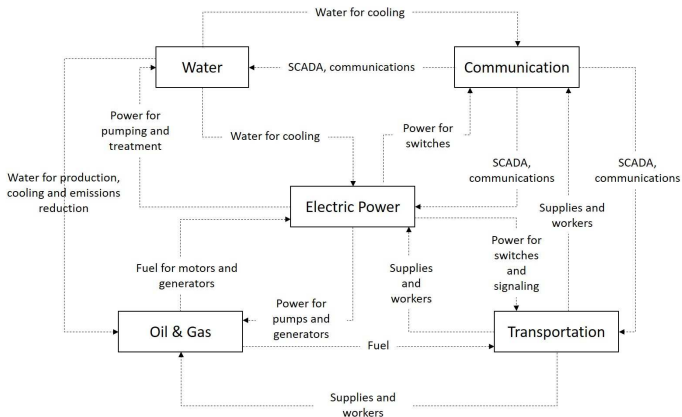 Water for cooling
Water
SCADA, communications
Communication
Power for
pumping and
treatment
Water for cooling
Power for
switches
Water for production,
cooling and emissions
reduction
SCADA,
communications
SCADA,
communications
Electric Power
Supplies and
workers
Fuel for motors and
generators
Supplies
and
workers
Power for
switches
and
signaling
Power for
pumps and
generators
Oil & Gas
Fuel
Transportation
Supplies and
workers